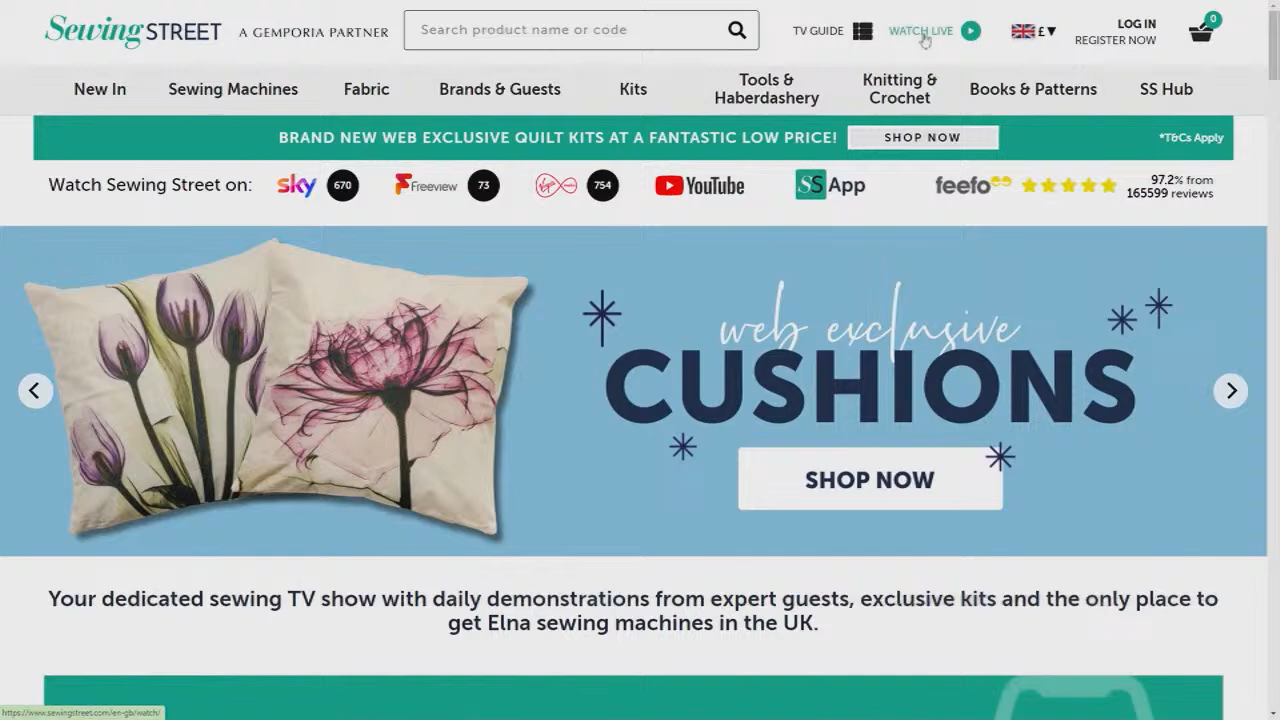 Sewing STREET A GEMPORIA PARTNER
Search product name or code
TV GUIDE
WATCH LIVE
£▼
LOG IN
REGISTER NOW
0
New In
Sewing Machines
Fabric
Brands & Guests
Kits
Tools &
Haberdashery
Knitting &
Crochet
Books & Patterns
SS Hub
BRAND NEW WEB EXCLUSIVE QUILT KITS AT A FANTASTIC LOW PRICE!
SHOP NOW
*T&Cs Apply
Watch Sewing Street on:
sky 670
Freeview 73
Virgin media 754
YouTube
SS App
feefo
97.2% from
165599 reviews
web exclusive
CUSHIONS
SHOP NOW
Your dedicated sewing TV show with daily demonstrations from expert guests, exclusive kits and the only place to
get Elna sewing machines in the UK.
https://www.sewingstreet.com/en-gb/watch/